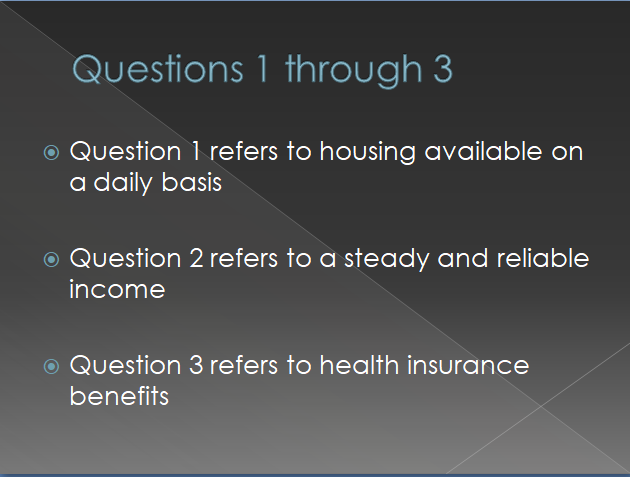 Questions 1 through 3
Question 1 refers to housing available on
a daily basis
Question 2 refers to a steady and reliable
income
Question 3 refers to health insurance
benefits